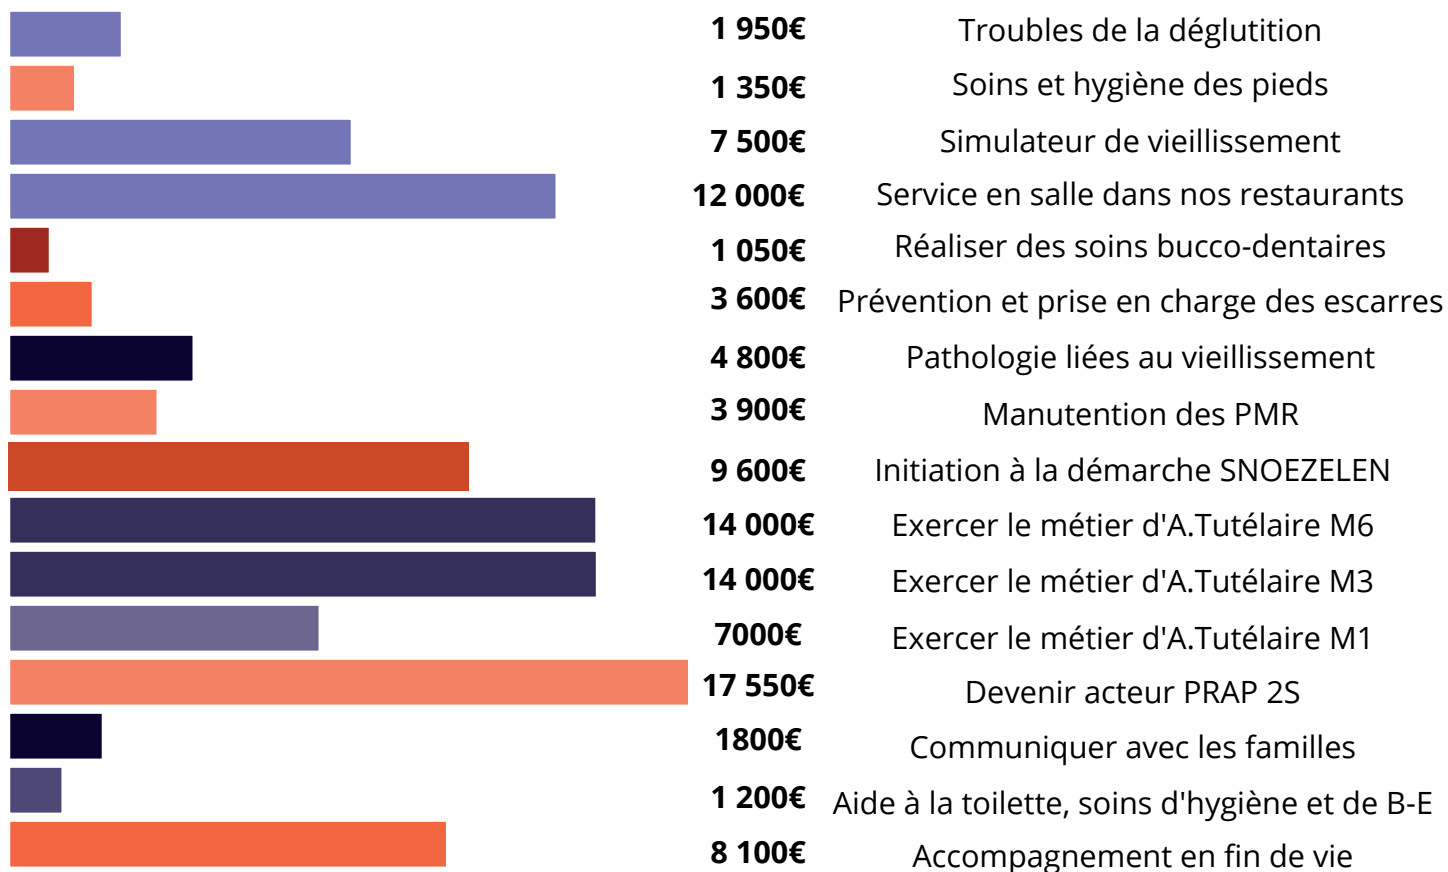 1 950€ Troubles de la déglutition
1 350€ Soins et hygiène des pieds
7 500€ Simulateur de vieillissement
12 000€ Service en salle dans nos restaurants
1 050€ Réaliser des soins bucco-dentaires
3 600€ Prévention et prise en charge des escarres
4 800€ Pathologie liées au vieillissement
3 900€ Manutention des PMR
9 600€ Initiation à la démarche SNOEZELEN
14 000€ Exercer le métier d'A.Tutélaire M6
14 000€ Exercer le métier d'A.Tutélaire M3
7000€ Exercer le métier d'A.Tutélaire M1
17 550€ Devenir acteur PRAP 2S
1800€ Communiquer avec les familles
1 200€ Aide à la toilette, soins d'hygiène et de B-E
8 100€ Accompagnement en fin de vie